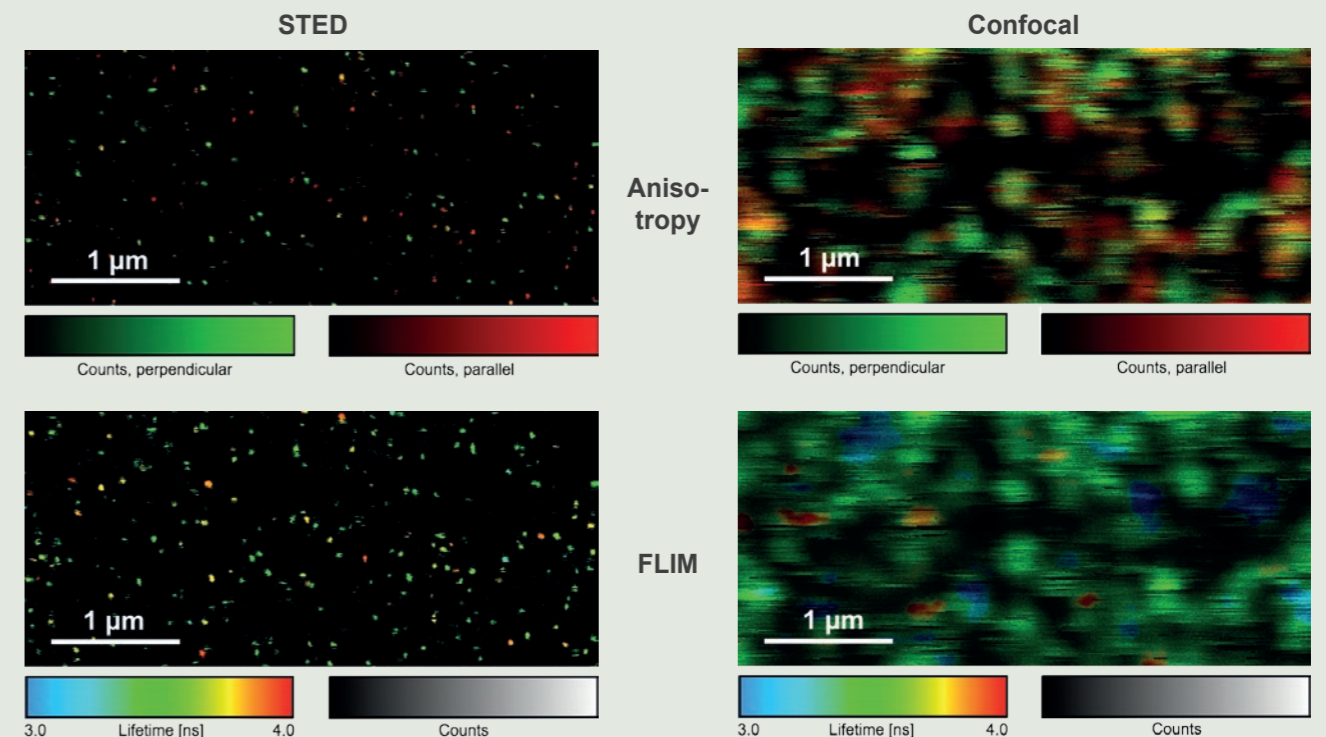 STED
Confocal
1 µm
1 µm
Aniso-
tropy
Counts, perpendicular
Counts, parallel
Counts, perpendicular
Counts, parallel
1 µm
1 µm
FLIM
3.0 Lifetime [ns] 4.0
Counts
3.0 Lifetime [ns] 4.0
Counts